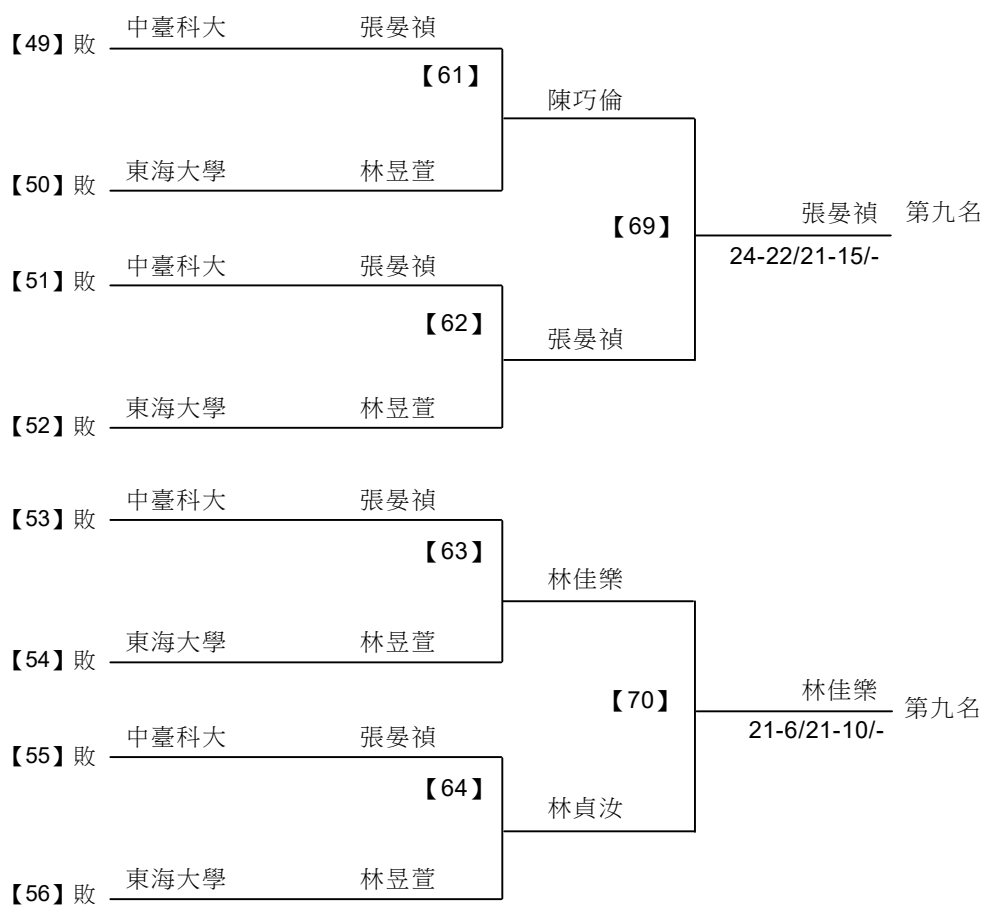 【49】敗 中臺科大 張晏禎
【61】
陳巧倫
【50】敗 東海大學 林昱萱
【69】
張晏禎 第九名
24-22/21-15/-
【51】敗 中臺科大 張晏禎
【62】
張晏禎
【52】敗 東海大學 林昱萱
【53】敗 中臺科大 張晏禎
【63】
林佳樂
【54】敗 東海大學 林昱萱
【70】
林佳樂 第九名
21-6/21-10/-
【55】敗 中臺科大 張晏禎
【64】
林貞汝
【56】敗 東海大學 林昱萱